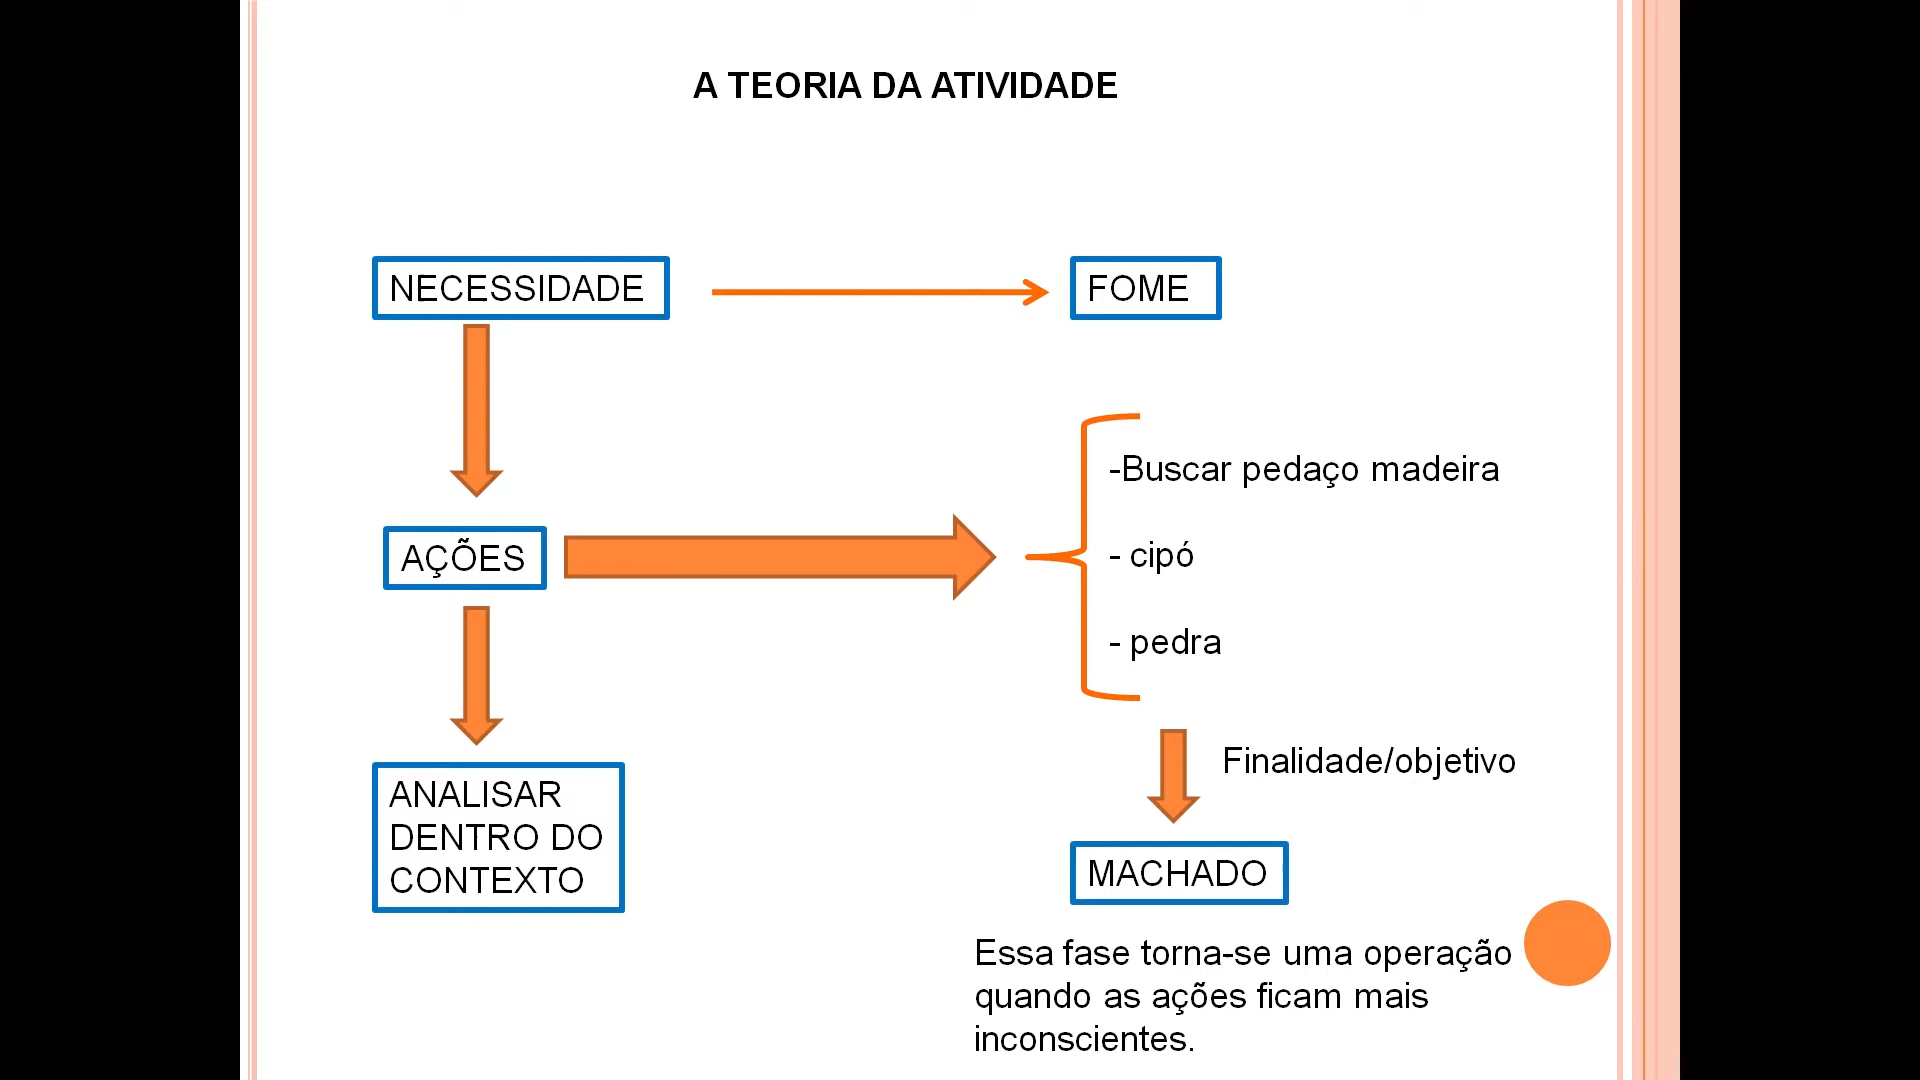 A TEORIA DA ATIVIDADE
NECESSIDADE
FOME
-Buscar pedaço madeira
AÇÕES
- cipó
- pedra
Finalidade/objetivo
ANALISAR
DENTRO DO
CONTEXTO
MACHADO
Essa fase torna-se uma operação
quando as ações ficam mais
inconscientes.